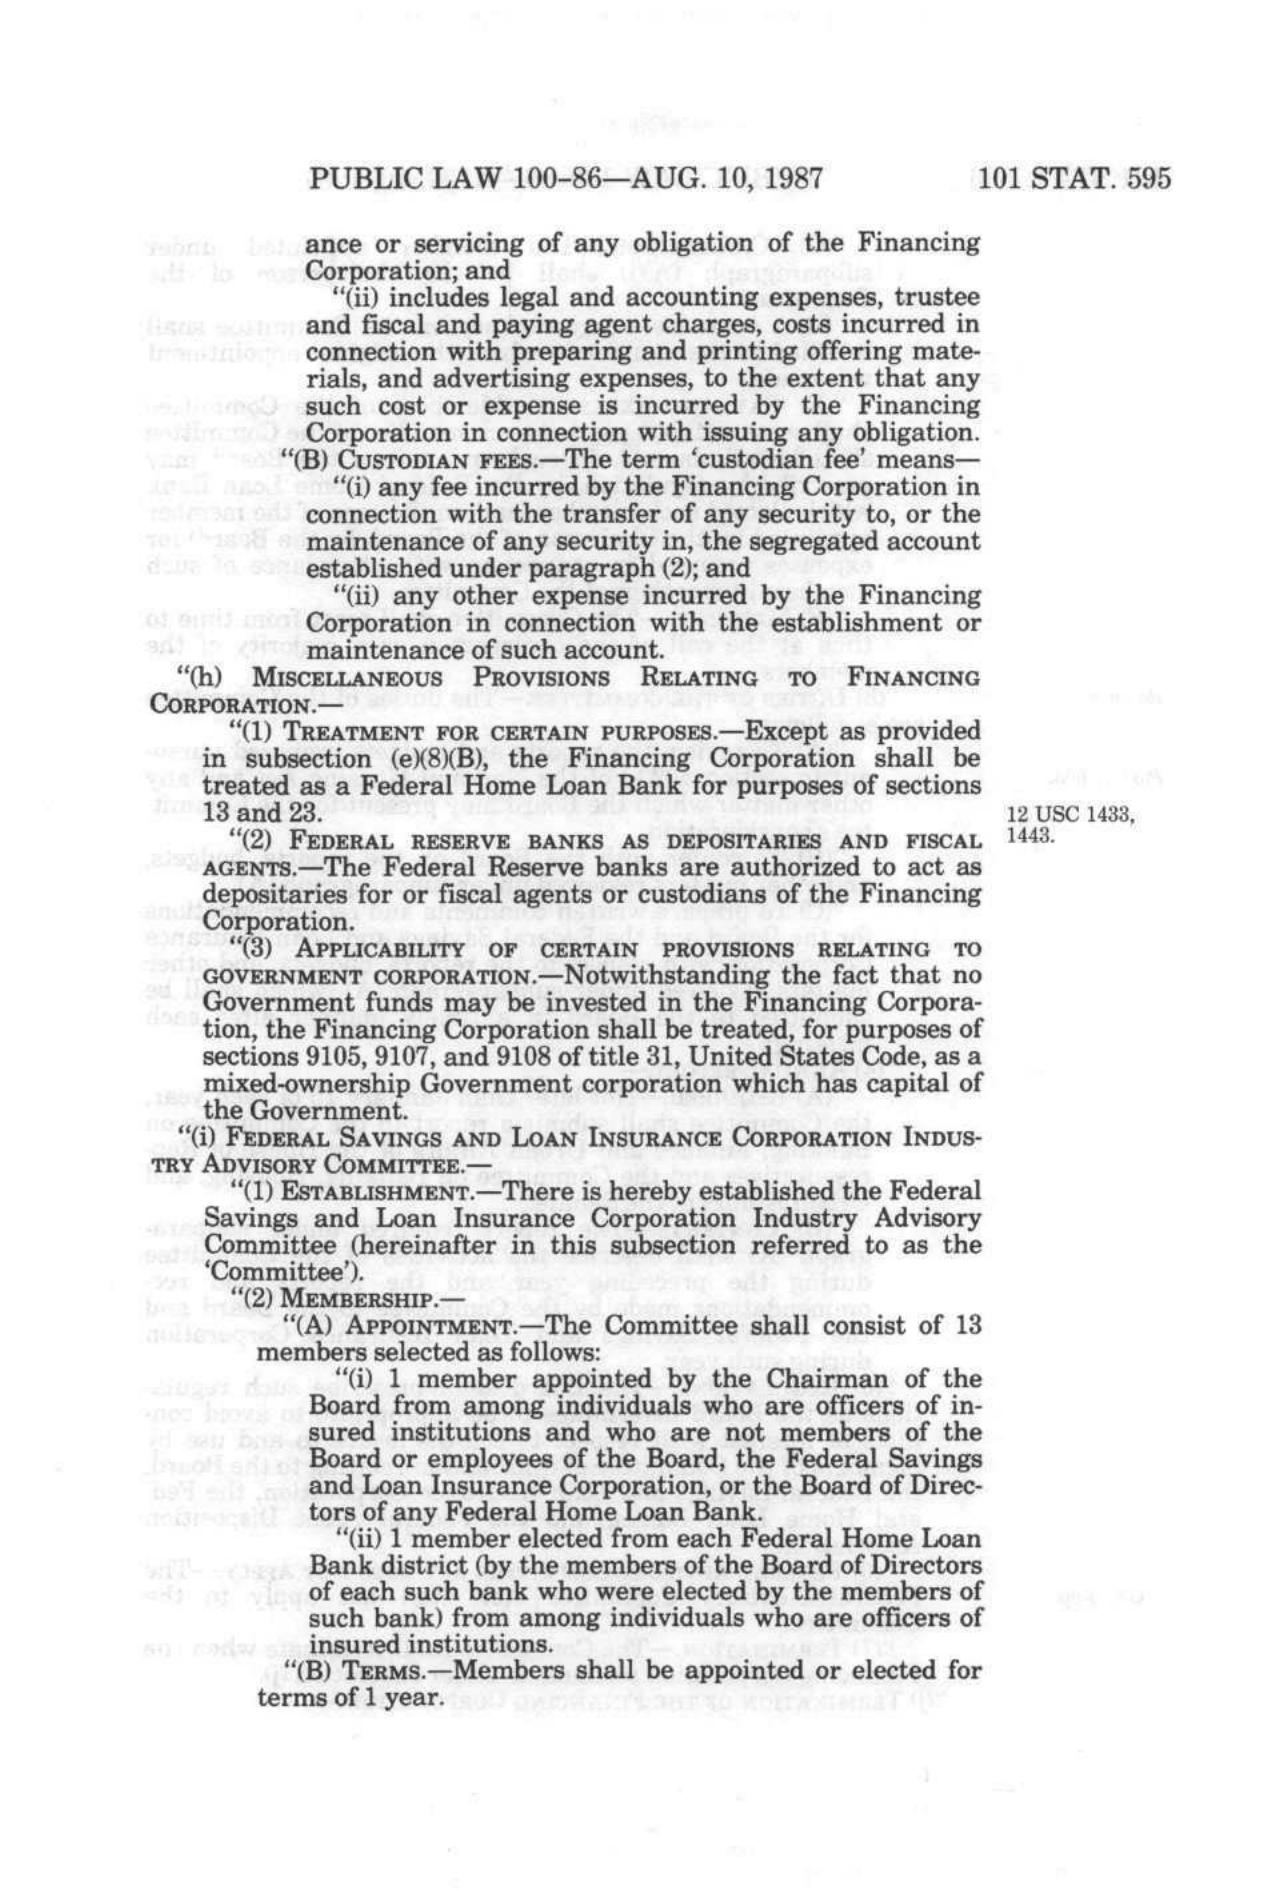 PUBLIC LAW 100-86—AUG. 10, 1987 101 STAT. 595
ance or servicing of any obligation of the Financing
Corporation; and
“(ii) includes legal and accounting expenses, trustee
and fiscal and paying agent charges, costs incurred in
connection with preparing and printing offering mate-
rials, and advertising expenses, to the extent that any
such cost or expense is incurred by the Financing
Corporation in connection with issuing any obligation.
“(B) CUSTODIAN FEES.—The term ‘custodian fee’ means—
“(i) any fee incurred by the Financing Corporation in
connection with the transfer of any security to, or the
maintenance of any security in, the segregated account
established under paragraph (2); and
“(ii) any other expense incurred by the Financing
Corporation in connection with the establishment or
maintenance of such account.
“(h) MISCELLANEOUS PROVISIONS RELATING TO FINANCING
CORPORATION.—
“(1) TREATMENT FOR CERTAIN PURPOSES.—Except as provided
in subsection (e)(8)(B), the Financing Corporation shall be
treated as a Federal Home Loan Bank for purposes of sections
13 and 23.
12 USC 1433,
1443.
“(2) FEDERAL RESERVE BANKS AS DEPOSITARIES AND FISCAL
AGENTS.—The Federal Reserve banks are authorized to act as
depositaries for or fiscal agents or custodians of the Financing
Corporation.
“(3) APPLICABILITY OF CERTAIN PROVISIONS RELATING TO
GOVERNMENT CORPORATION.—Notwithstanding the fact that no
Government funds may be invested in the Financing Corpora-
tion, the Financing Corporation shall be treated, for purposes of
sections 9105, 9107, and 9108 of title 31, United States Code, as a
mixed-ownership Government corporation which has capital of
the Government.
“(i) FEDERAL SAVINGS AND LOAN INSURANCE CORPORATION INDUS-
TRY ADVISORY COMMITTEE.—
“(1) ESTABLISHMENT.—There is hereby established the Federal
Savings and Loan Insurance Corporation Industry Advisory
Committee (hereinafter in this subsection referred to as the
‘Committee’).
“(2) MEMBERSHIP.—
“(A) APPOINTMENT.—The Committee shall consist of 13
members selected as follows:
“(i) 1 member appointed by the Chairman of the
Board from among individuals who are officers of in-
sured institutions and who are not members of the
Board or employees of the Board, the Federal Savings
and Loan Insurance Corporation, or the Board of Direc-
tors of any Federal Home Loan Bank.
“(ii) 1 member elected from each Federal Home Loan
Bank district (by the members of the Board of Directors
of each such bank who were elected by the members of
such bank) from among individuals who are officers of
insured institutions.
“(B) TERMS.—Members shall be appointed or elected for
terms of 1 year.